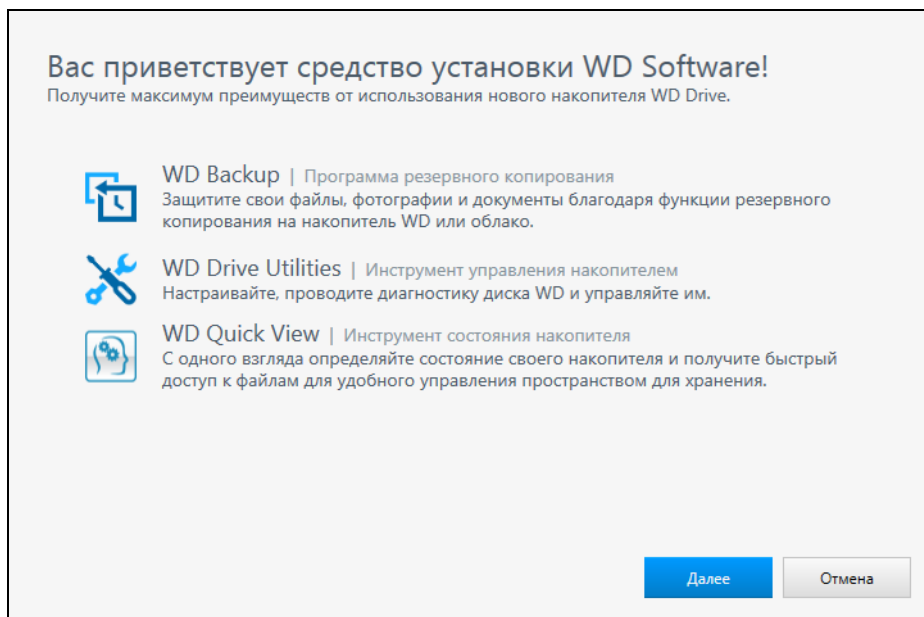 Вас приветствует средство установки WD Software!
Получите максимум преимуществ от использования нового накопителя WD Drive.
WD Backup | Программа резервного копирования
Защитите свои файлы, фотографии и документы благодаря функции резервного
копирования на накопитель WD или облако.
WD Drive Utilities | Инструмент управления накопителем
Настраивайте, проводите диагностику диска WD и управляйте им.
WD Quick View | Инструмент состояния накопителя
С одного взгляда определяйте состояние своего накопителя и получите быстрый
доступ к файлам для удобного управления пространством для хранения.
Далее
Отмена